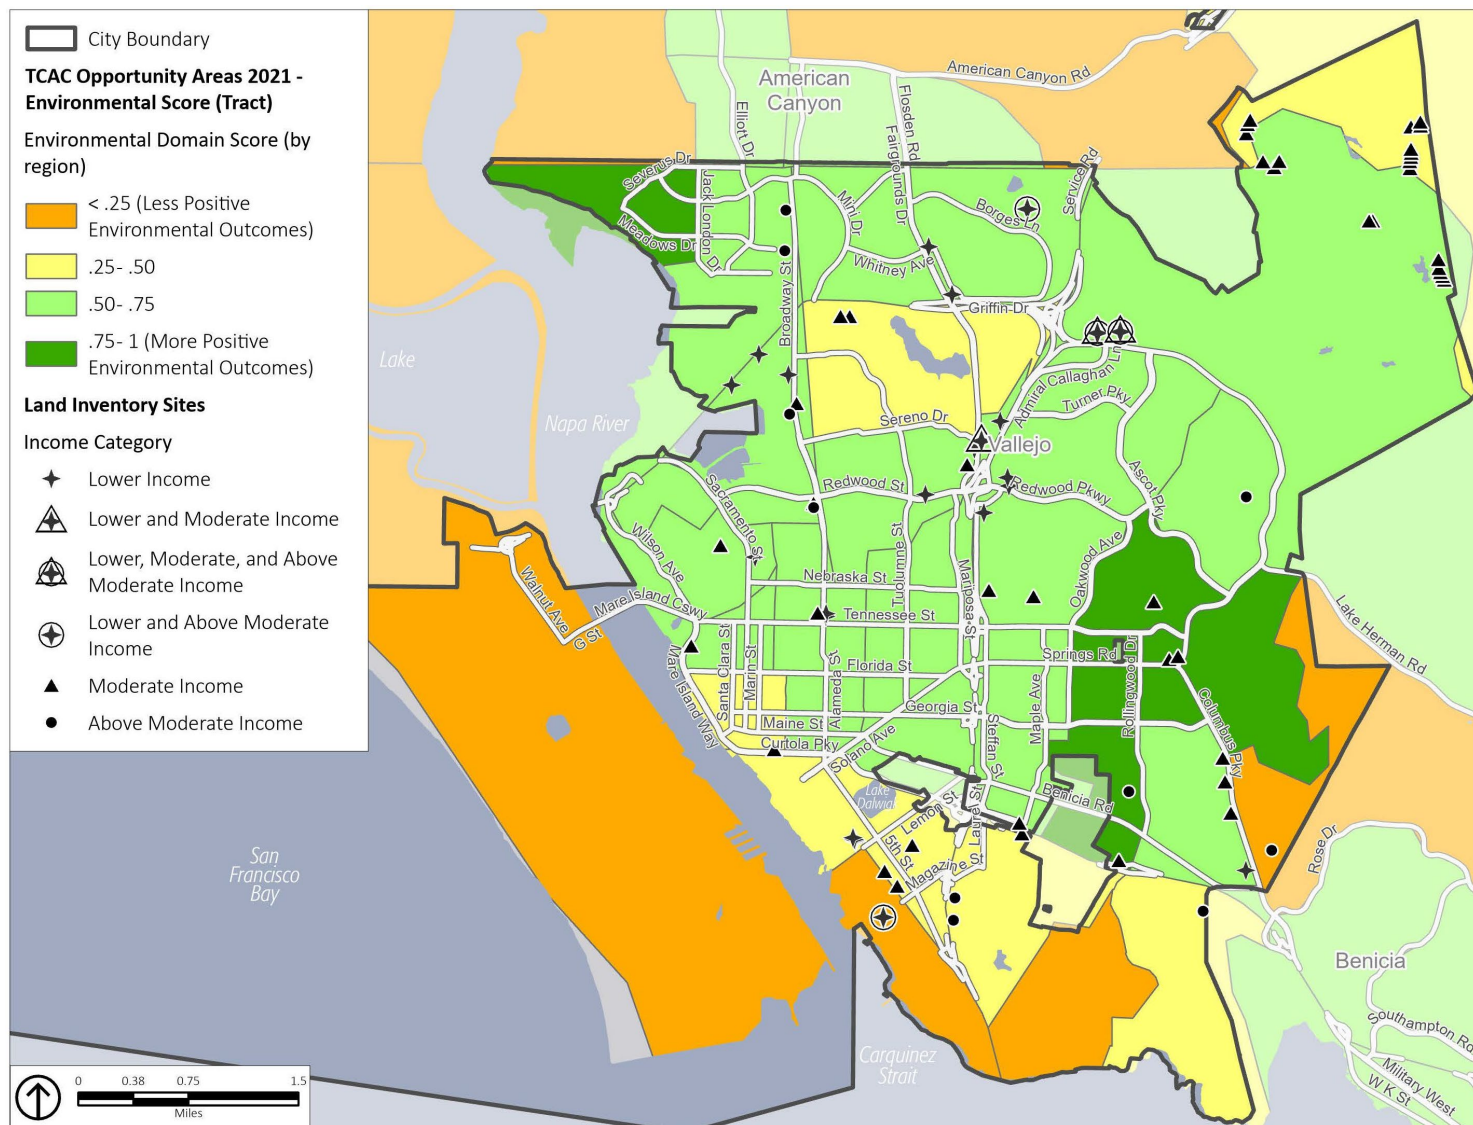 City Boundary
TCAC Opportunity Areas 2021 -
Environmental Score (Tract)
Environmental Domain Score (by
region)
< .25 (Less Positive
Environmental Outcomes)
.25- .50
.50- .75
.75- 1 (More Positive
Environmental Outcomes)
Land Inventory Sites
Income Category
Lower Income
Lower and Moderate Income
Lower, Moderate, and Above
Moderate Income
Lower and Above Moderate
Income
Moderate Income
Above Moderate Income
American
Canyon
American Canyon Rd
Elliott Dr
Flosden Rd
Fairgrounds Dr
Service Rd
Severus Dr
Jack London Dr
Meadows Dr
Mini Dr
Borges Ln
Whitney Ave
Broadway St
Griffin Dr
Lake
Napa River
Admiral Callaghan Ln
Turner Pky
Sereno Dr
Vallejo
Ascot Pky
Redwood St
Redwood Pkwy
Sacramento St
Wilson Ave
Oakwood Ave
Tuolumne St
Mariposa St
Nebraska St
Walnut Ave
Mare Island Cswy
G St
Tennessee St
Lake Herman Rd
Springs Rd
Rollingwood Dr
Florida St
Santa Clara St
Marin St
Alameda St
Mare Island Way
Maple Ave
Columbus Pky
Georgia St
Maine St
Steffan St
Curtola Pky
Solano Ave
Lake
Dalwigk
Benicia Rd
Lemon St
Laurel St
5th St
Magazine St
Rose Dr
San
Francisco
Bay
Benicia
Southampton Rd
Carquinez
Strait
Military West
W K St
0 0.38 0.75 1.5
Miles